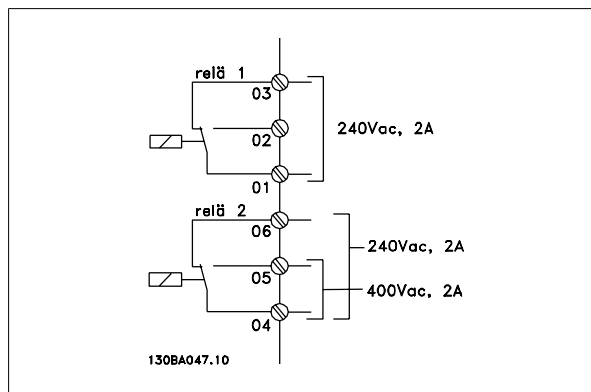 relä 1
03
02
240Vac, 2A
01
relä 2
06
240Vac, 2A
05
400Vac, 2A
04
130BA047.10